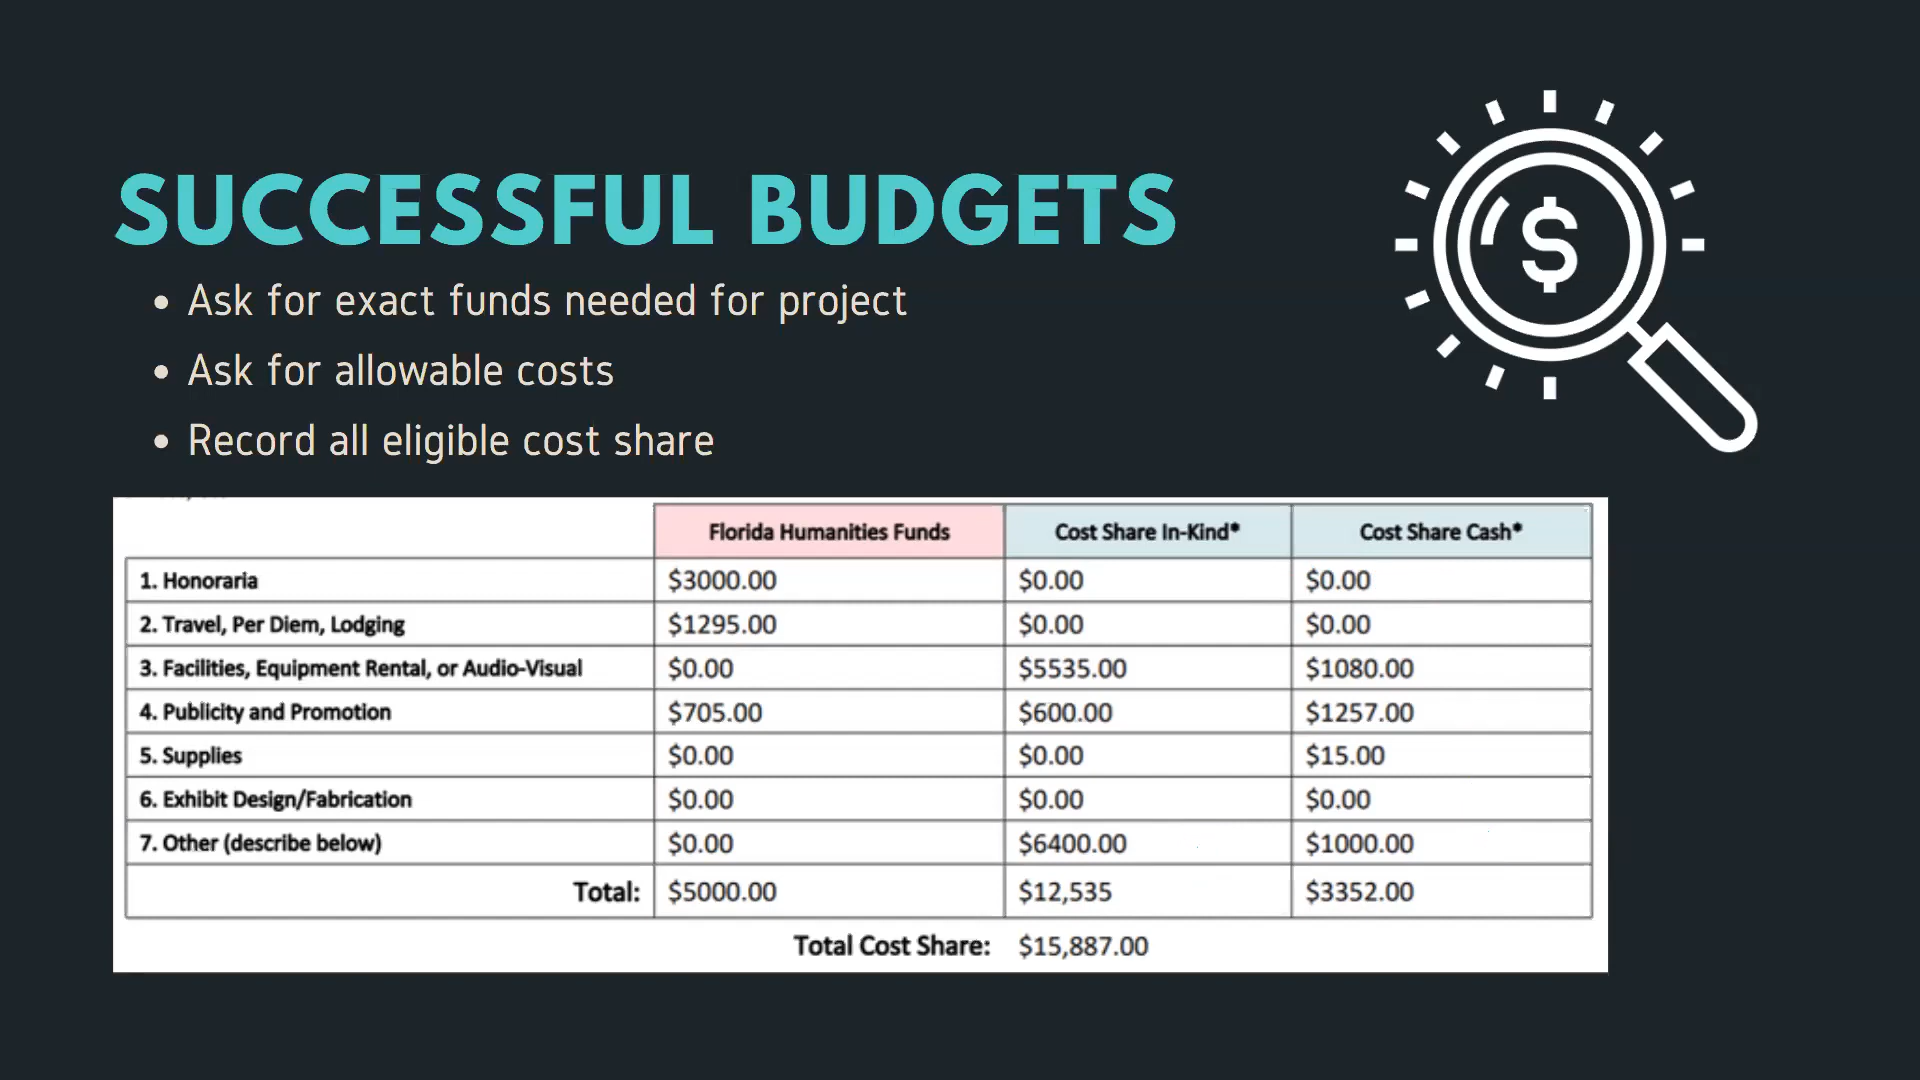 SUCCESSFUL BUDGETS
• Ask for exact funds needed for project
• Ask for allowable costs
• Record all eligible cost share
$
Florida Humanities Funds Cost Share In-Kind* Cost Share Cash*
1. Honoraria $3000.00 $0.00 $0.00
2. Travel, Per Diem, Lodging $1295.00 $0.00 $0.00
3. Facilities, Equipment Rental, or Audio-Visual $0.00 $5535.00 $1080.00
4. Publicity and Promotion $705.00 $600.00 $1257.00
5. Supplies $0.00 $0.00 $15.00
6. Exhibit Design/Fabrication $0.00 $0.00 $0.00
7. Other (describe below) $0.00 $6400.00 $1000.00
Total: $5000.00 $12,535 $3352.00
Total Cost Share: $15,887.00